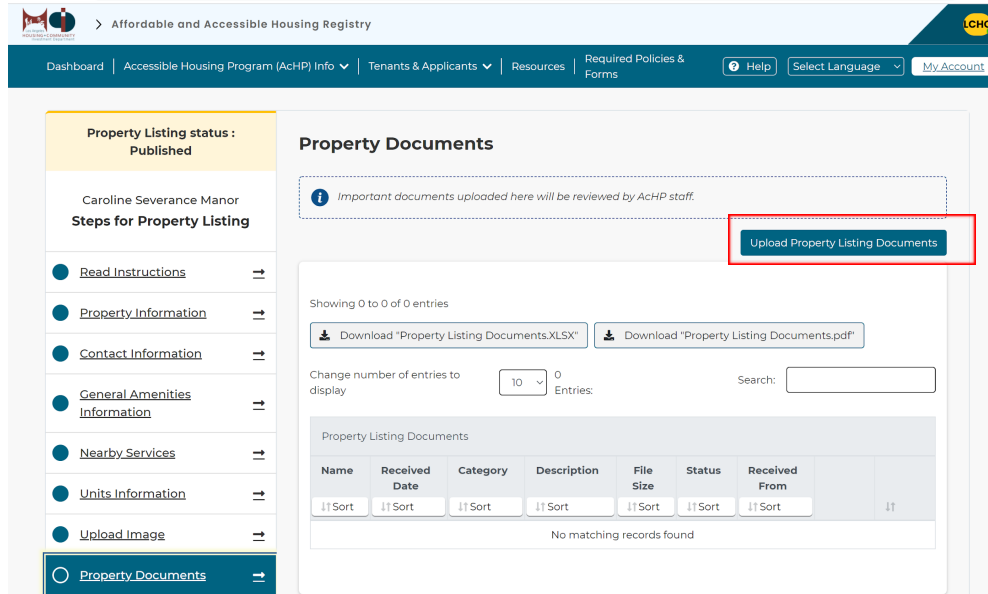 HOUSING+COMMUNITY
Investment Department
Affordable and Accessible Housing Registry
LCHO
Dashboard
Accessible Housing Program (AcHP) Info
Tenants & Applicants
Resources
Required Policies &
Forms
Help
Select Language
My Account
Property Listing status :
Published
Caroline Severance Manor
Steps for Property Listing
Read Instructions
Property Information
Contact Information
General Amenities
Information
Nearby Services
Units Information
Upload Image
Property Documents
Property Documents
Important documents uploaded here will be reviewed by AcHP staff.
Upload Property Listing Documents
Showing 0 to 0 of 0 entries
Download "Property Listing Documents.XLSX"
Download "Property Listing Documents.pdf"
Change number of entries to
display
10
0
Entries:
Search:
Property Listing Documents
Name
Received
Date
Category
Description
File
Size
Status
Received
From
↓↑ Sort
↓↑ Sort
↓↑ Sort
↓↑ Sort
↓↑ Sort
↓↑ Sort
↓↑ Sort
↓↑
No matching records found